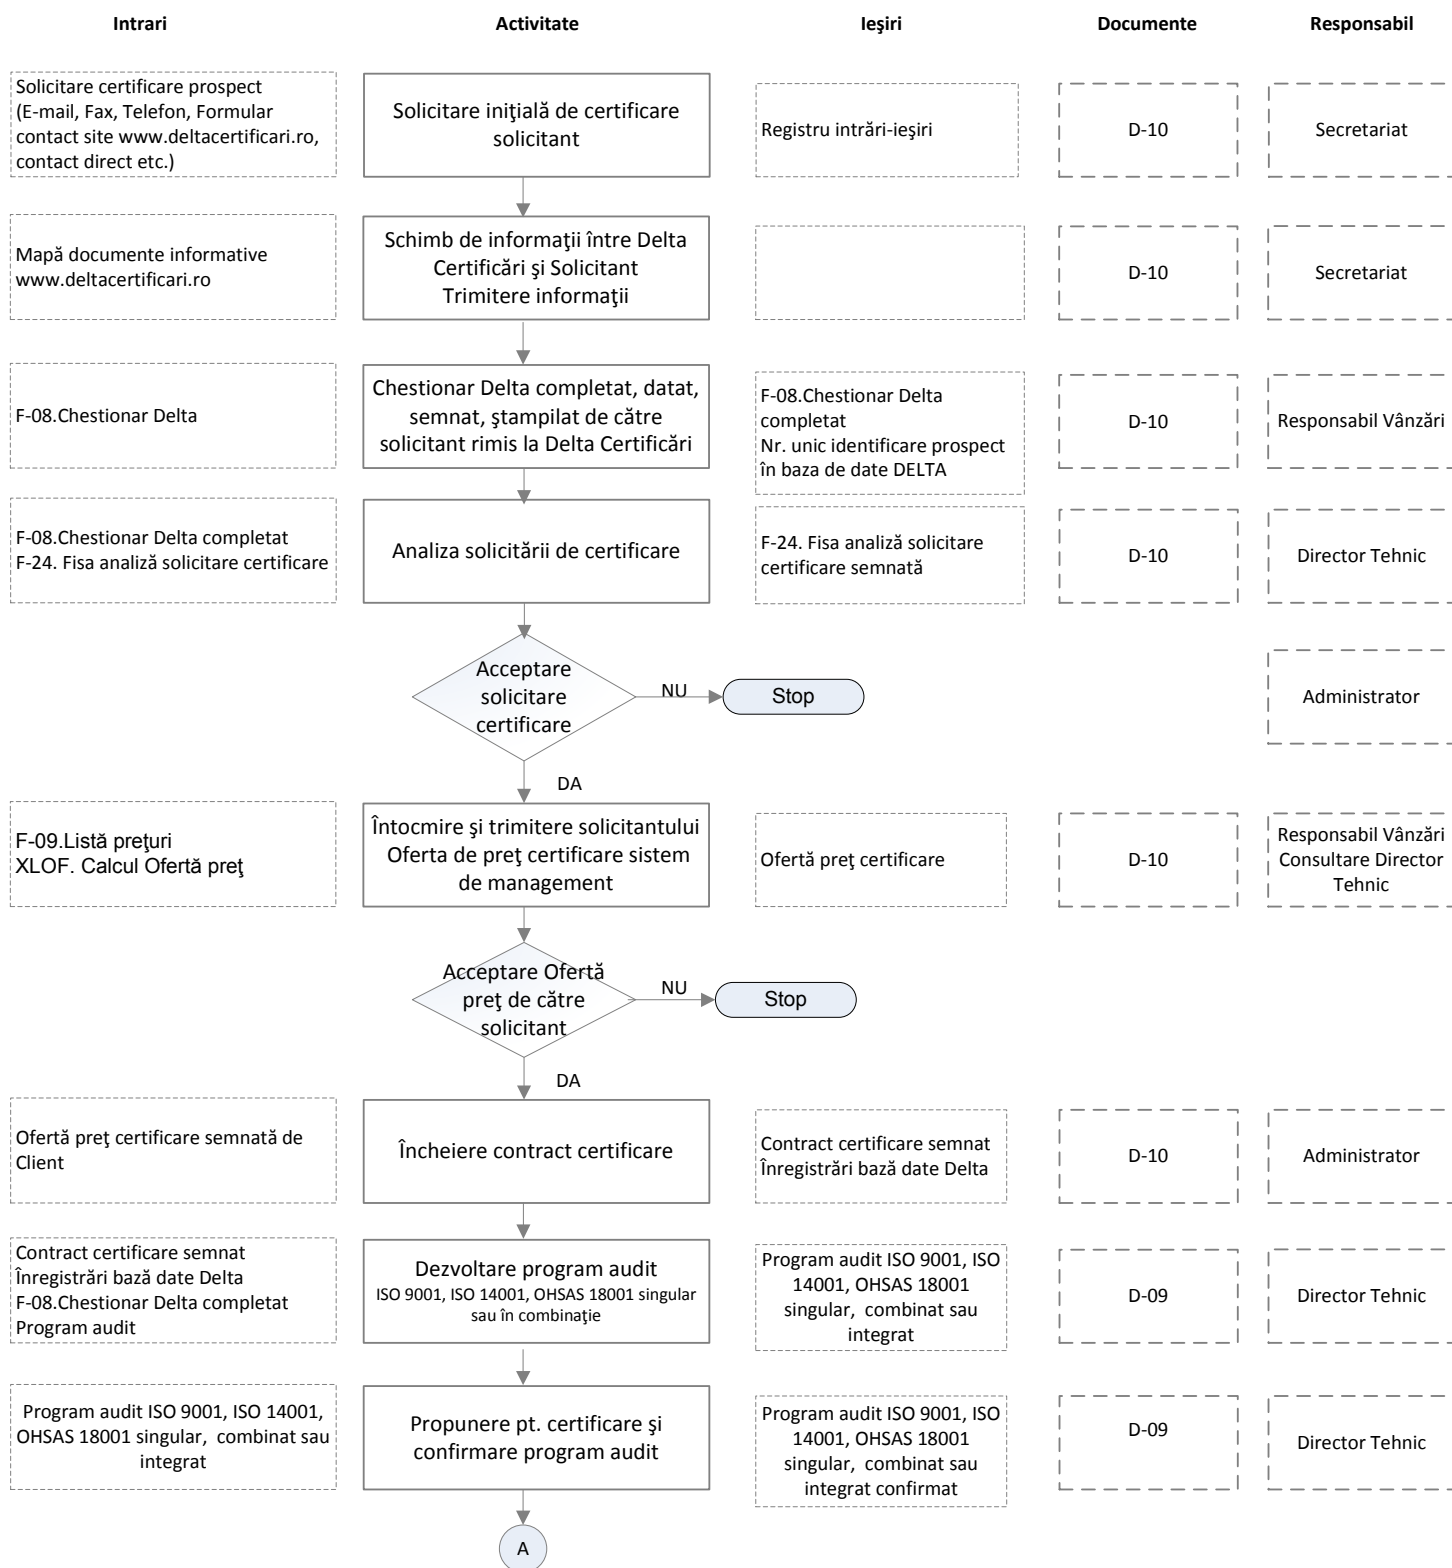 Intrari
Activitate
Ieşiri
Documente
Responsabil
Solicitare certificare prospect
(E-mail, Fax, Telefon, Formular
contact site www.deltacertificari.ro,
contact direct etc.)
Solicitare iniţială de certificare
solicitant
Registru intrări-ieşiri
D-10
Secretariat
Mapă documente informative
www.deltacertificari.ro
Schimb de informaţii între Delta
Certificări şi Solicitant
Trimitere informaţii
D-10
Secretariat
F-08.Chestionar Delta
Chestionar Delta completat, datat,
semnat, ştampilat de către
solicitant rimis la Delta Certificări
F-08.Chestionar Delta
completat
Nr. unic identificare prospect
în baza de date DELTA
D-10
Responsabil Vânzări
F-08.Chestionar Delta completat
F-24. Fisa analiză solicitare certificare
Analiza solicitării de certificare
F-24. Fisa analiză solicitare
certificare semnată
D-10
Director Tehnic
Acceptare
solicitare
certificare
NU
Stop
Administrator
DA
F-09.Listă preţuri
XLOF. Calcul Ofertă preţ
Întocmire şi trimitere solicitantului
Oferta de preţ certificare sistem
de management
Ofertă preţ certificare
D-10
Responsabil Vânzări
Consultare Director
Tehnic
Acceptare Ofertă
preţ de către
solicitant
NU
Stop
DA
Ofertă preţ certificare semnată de
Client
Încheiere contract certificare
Contract certificare semnat
Înregistrări bază date Delta
D-10
Administrator
Contract certificare semnat
Înregistrări bază date Delta
F-08.Chestionar Delta completat
Program audit
Dezvoltare program audit
ISO 9001, ISO 14001, OHSAS 18001 singular
sau în combinaţie
Program audit ISO 9001, ISO
14001, OHSAS 18001
singular, combinat sau
integrat
D-09
Director Tehnic
Program audit ISO 9001, ISO 14001,
OHSAS 18001 singular, combinat sau
integrat
Propunere pt. certificare şi
confirmare program audit
Program audit ISO 9001, ISO
14001, OHSAS 18001
singular, combinat sau
integrat confirmat
D-09
Director Tehnic
A